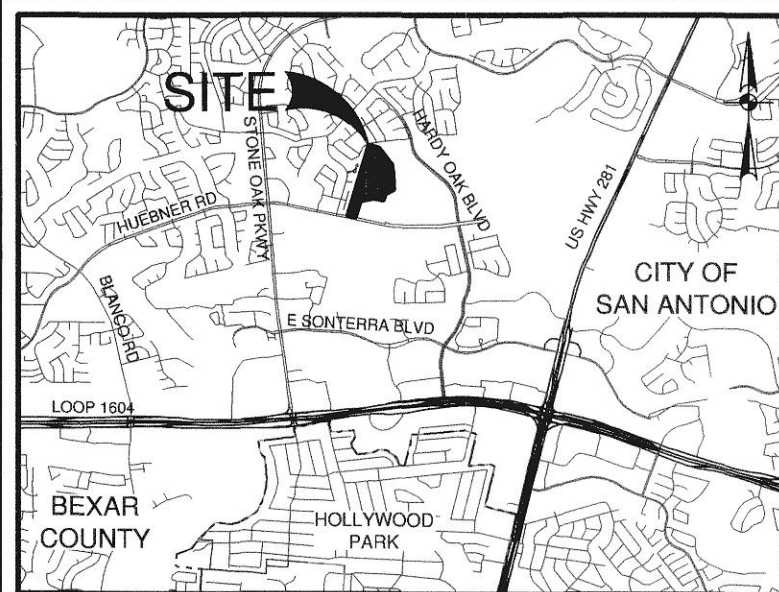 SITE
STONE OAK PKWY
HARDY OAK BLVD
US HWY 281
HUEBNER RD
CITY OF
SAN ANTONIO
BLANCO RD
E SONTERRA BLVD
LOOP 1604
BEXAR
COUNTY
HOLLYWOOD
PARK